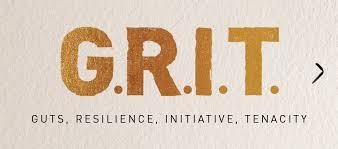 G.R.I.T.
GUTS, RESILIENCE, INITIATIVE, TENACITY